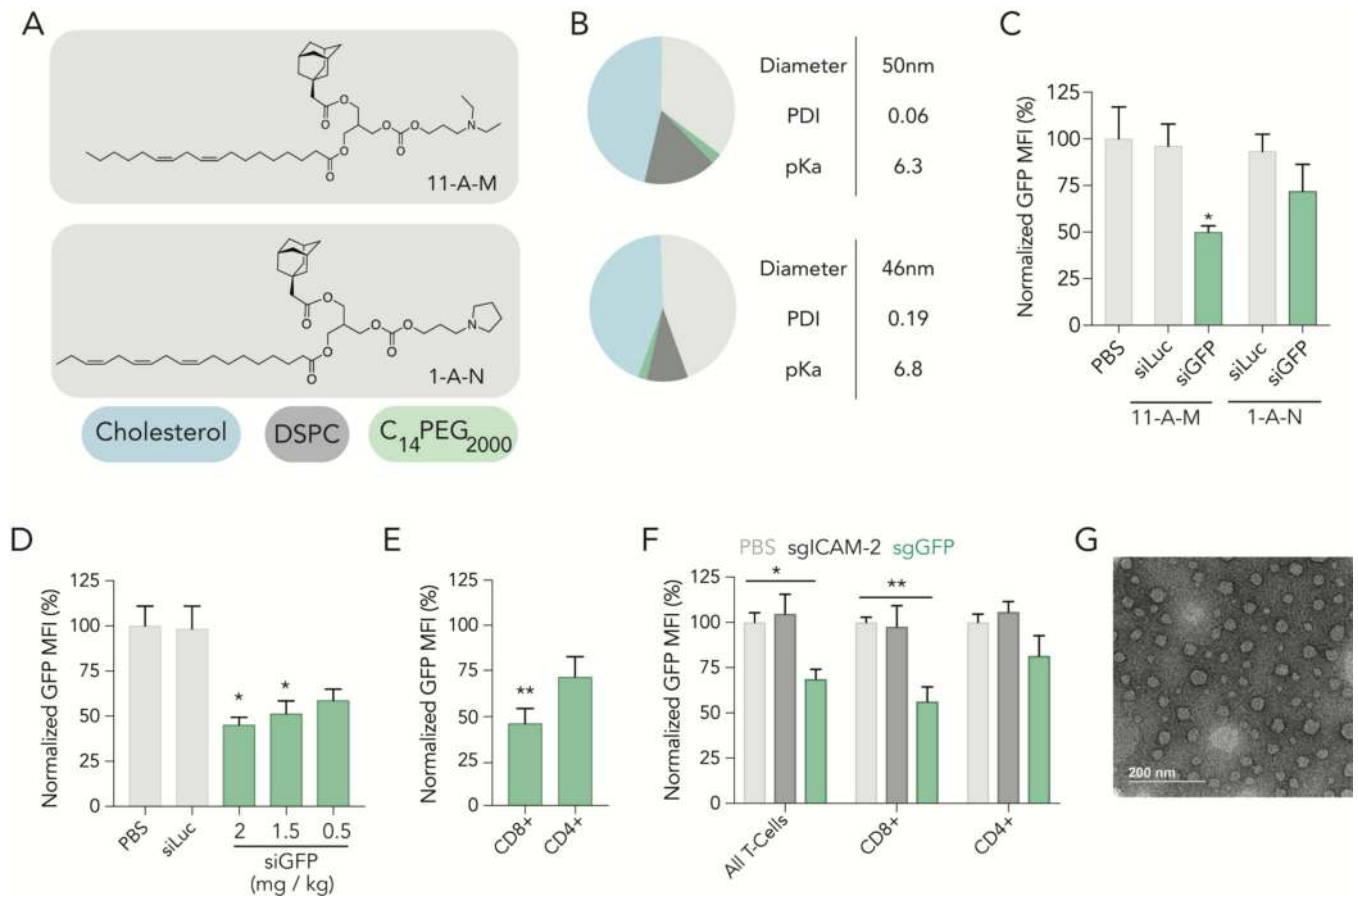 A
O
O
N
O
O
O
O
O
11-A-M
O
O
N
O
O
O
O
O
1-A-N
Cholesterol
DSPC
C14PEG2000
B
Diameter 50nm
PDI 0.06
pKa 6.3
Diameter 46nm
PDI 0.19
pKa 6.8
C
Normalized GFP MFI (%)
125
100
75
50
25
0
*
PBS
siLuc
siGFP
siLuc
siGFP
11-A-M
1-A-N
D
Normalized GFP MFI (%)
125
100
75
50
25
0
*
*
PBS
siLuc
2 1.5 0.5
siGFP
(mg / kg)
E
Normalized GFP MFI (%)
125
100
75
50
25
0
**
CD8+
CD4+
F
PBS sgICAM-2 sgGFP
Normalized GFP MFI (%)
125
100
75
50
25
0
*
**
All T-Cells
CD8+
CD4+
G
200 nm